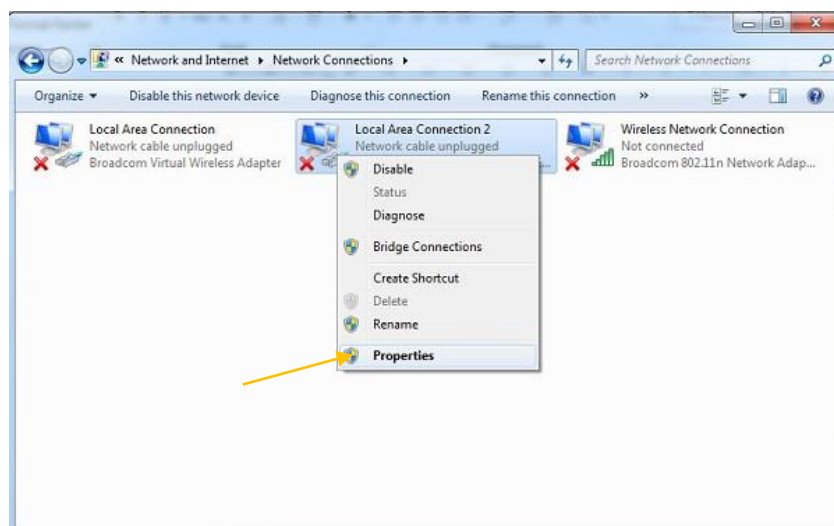 « Network and Internet ▸ Network Connections ▸
Search Network Connections
Organize Disable this network device Diagnose this connection Rename this connection »
Local Area Connection
Network cable unplugged
Broadcom Virtual Wireless Adapter
Local Area Connection 2
Network cable unplugged
Wireless Network Connection
Not connected
Broadcom 802.11n Network Adap...
Disable
Status
Diagnose
Bridge Connections
Create Shortcut
Delete
Rename
Properties